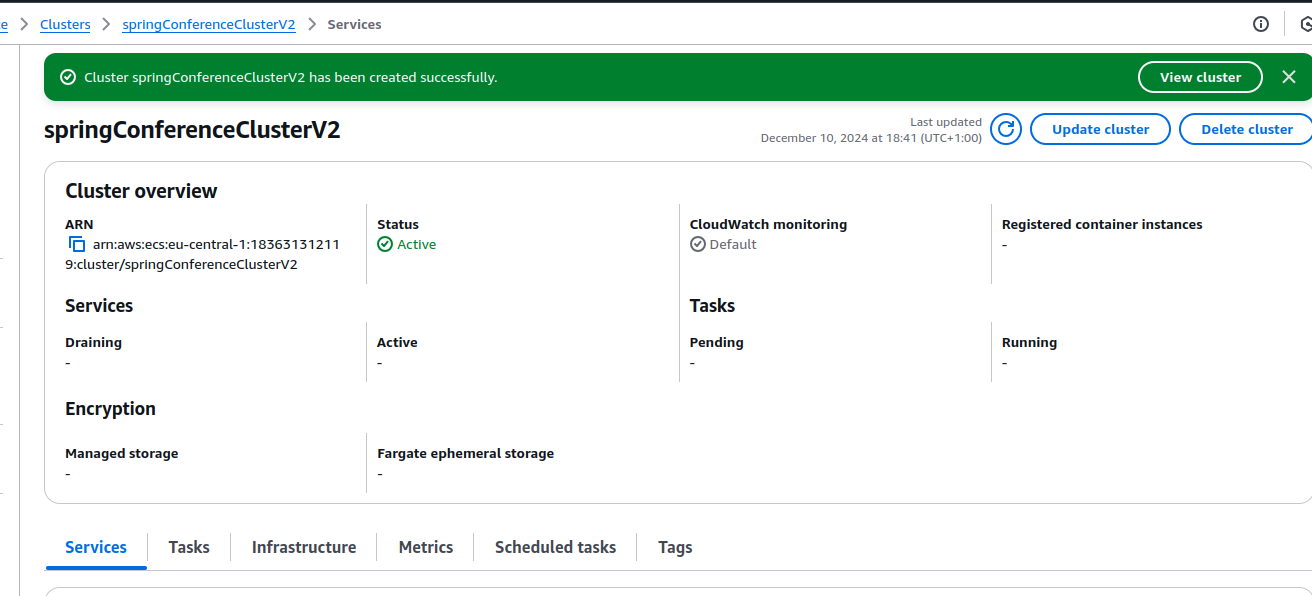 Clusters
springConferenceClusterV2
Services
Cluster springConferenceClusterV2 has been created successfully.
View cluster
springConferenceClusterV2
Last updated
December 10, 2024 at 18:41 (UTC+1:00)
Update cluster
Delete cluster
Cluster overview
ARN
arn:aws:ecs:eu-central-1:18363131211
9:cluster/springConferenceClusterV2
Status
Active
CloudWatch monitoring
Default
Registered container instances
-
Services
Draining
-
Active
-
Tasks
Pending
-
Running
-
Encryption
Managed storage
-
Fargate ephemeral storage
-
Services
Tasks
Infrastructure
Metrics
Scheduled tasks
Tags